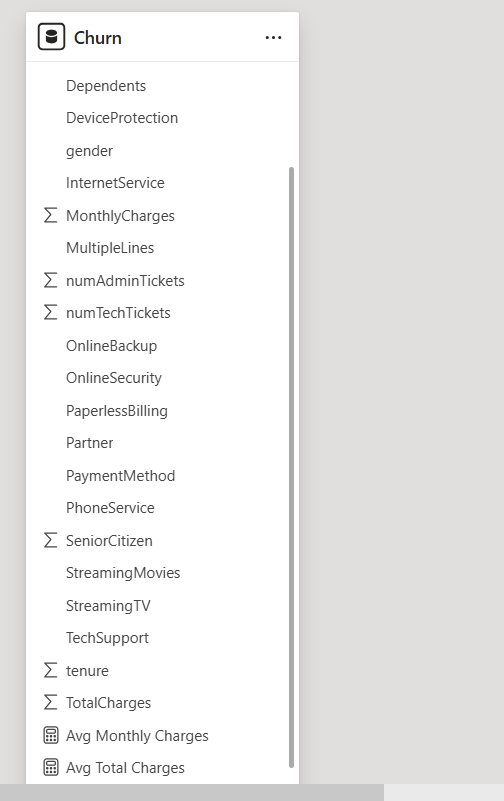 Churn
Dependents
DeviceProtection
gender
InternetService
MonthlyCharges
MultipleLines
numAdminTickets
numTechTickets
OnlineBackup
OnlineSecurity
PaperlessBilling
Partner
PaymentMethod
PhoneService
SeniorCitizen
StreamingMovies
StreamingTV
TechSupport
tenure
TotalCharges
Avg Monthly Charges
Avg Total Charges